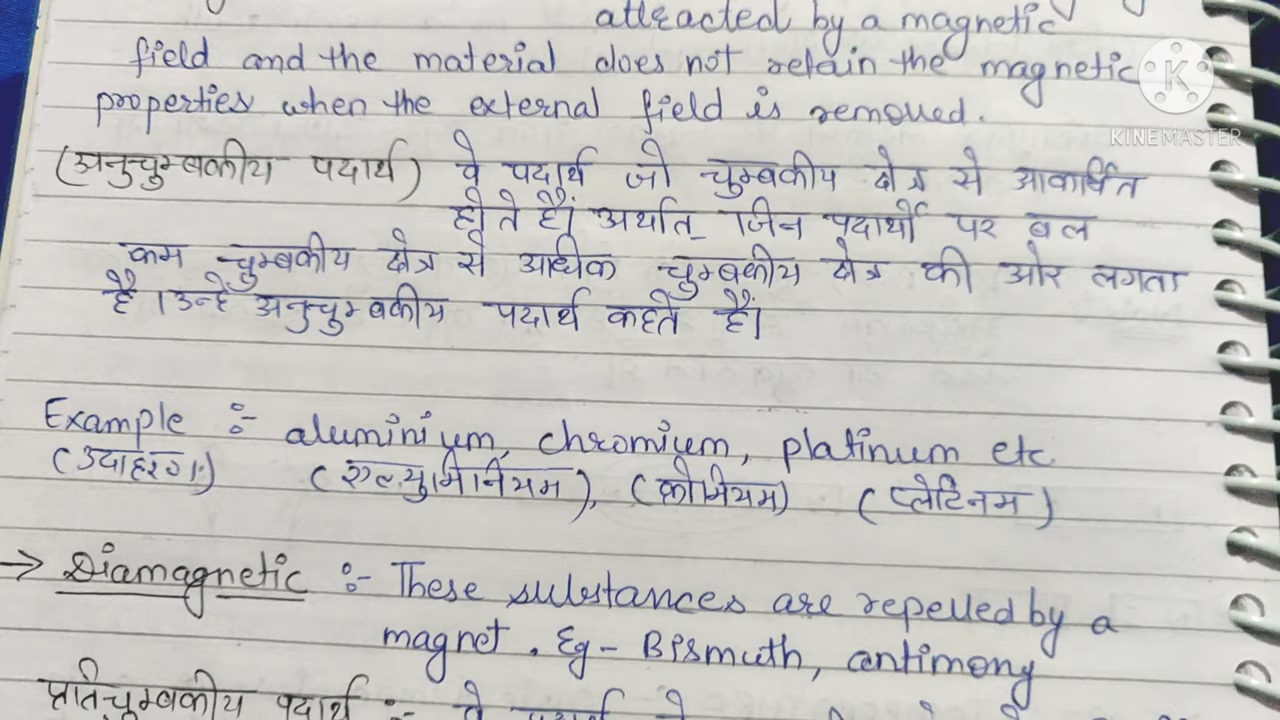 attracted by a magnetic
field and the material does not retain the magnetic
properties when the external field is removed.
(अनुचुम्बकीय पदार्थ) वे पदार्थ जो चुम्बकीय क्षेत्र से आकर्षित
होते हैं। अर्थात जिन पदार्थों पर बल
कम चुम्बकीय क्षेत्र से अधिक चुम्बकीय क्षेत्र की ओर लगता
है। उन्हे अनुचुम्बकीय पदार्थ कहते हैं।
Example :- aluminium, chromium, platinum etc
(उदाहरण:) (एल्युमिनियम), (क्रोमियम) (प्लेटिनम)
→ Diamagnetic :- These substances are repelled by a
magnet. Eg - Bismuth, antimony
प्रतिचुम्बकीय पदार्थ :- वे पदार्थ
K
KINEMASTER